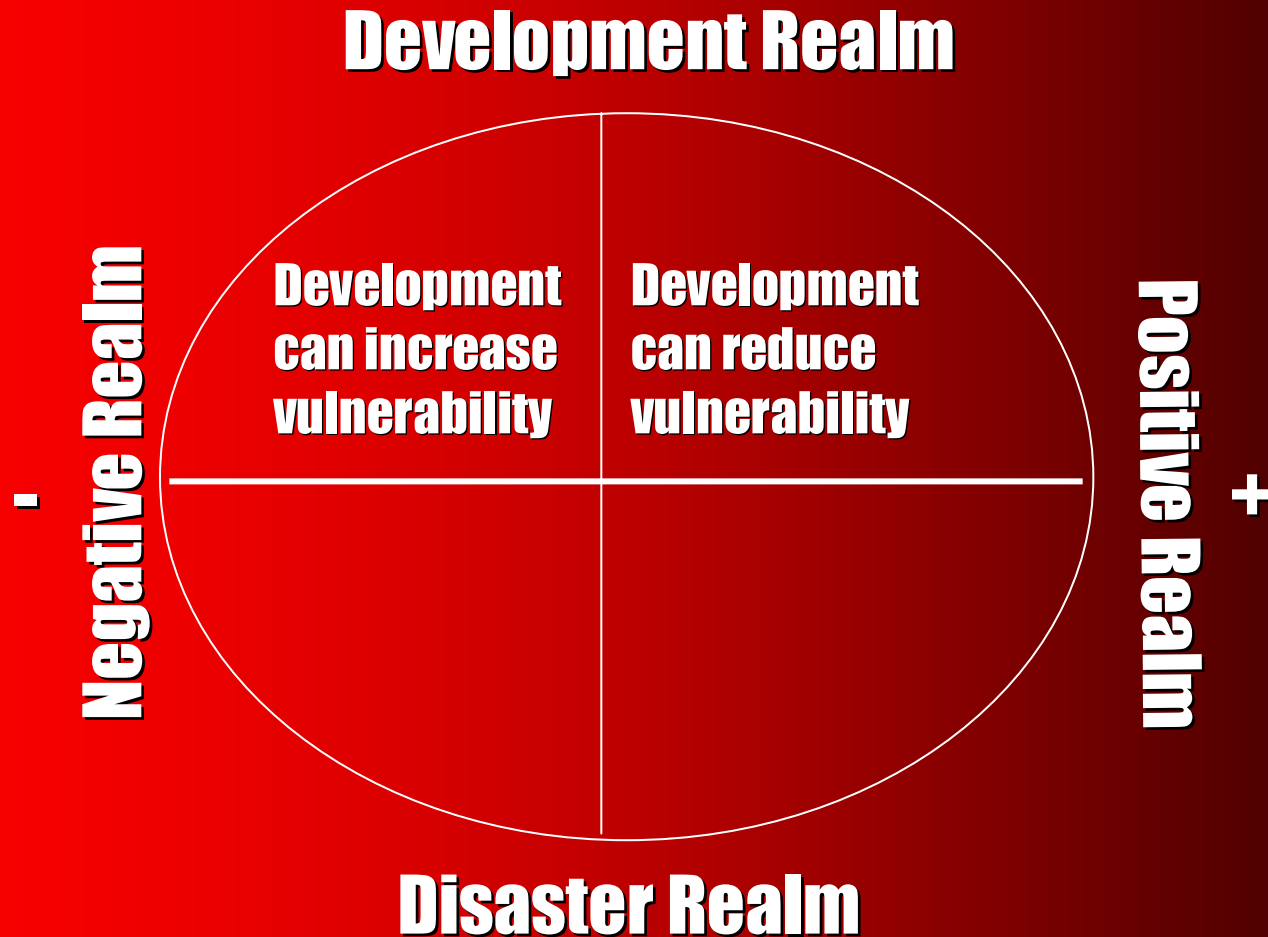 Development Realm
Development
can increase
vulnerability
Development
can reduce
vulnerability
-
Negative Realm
Positive Realm
+
Disaster Realm